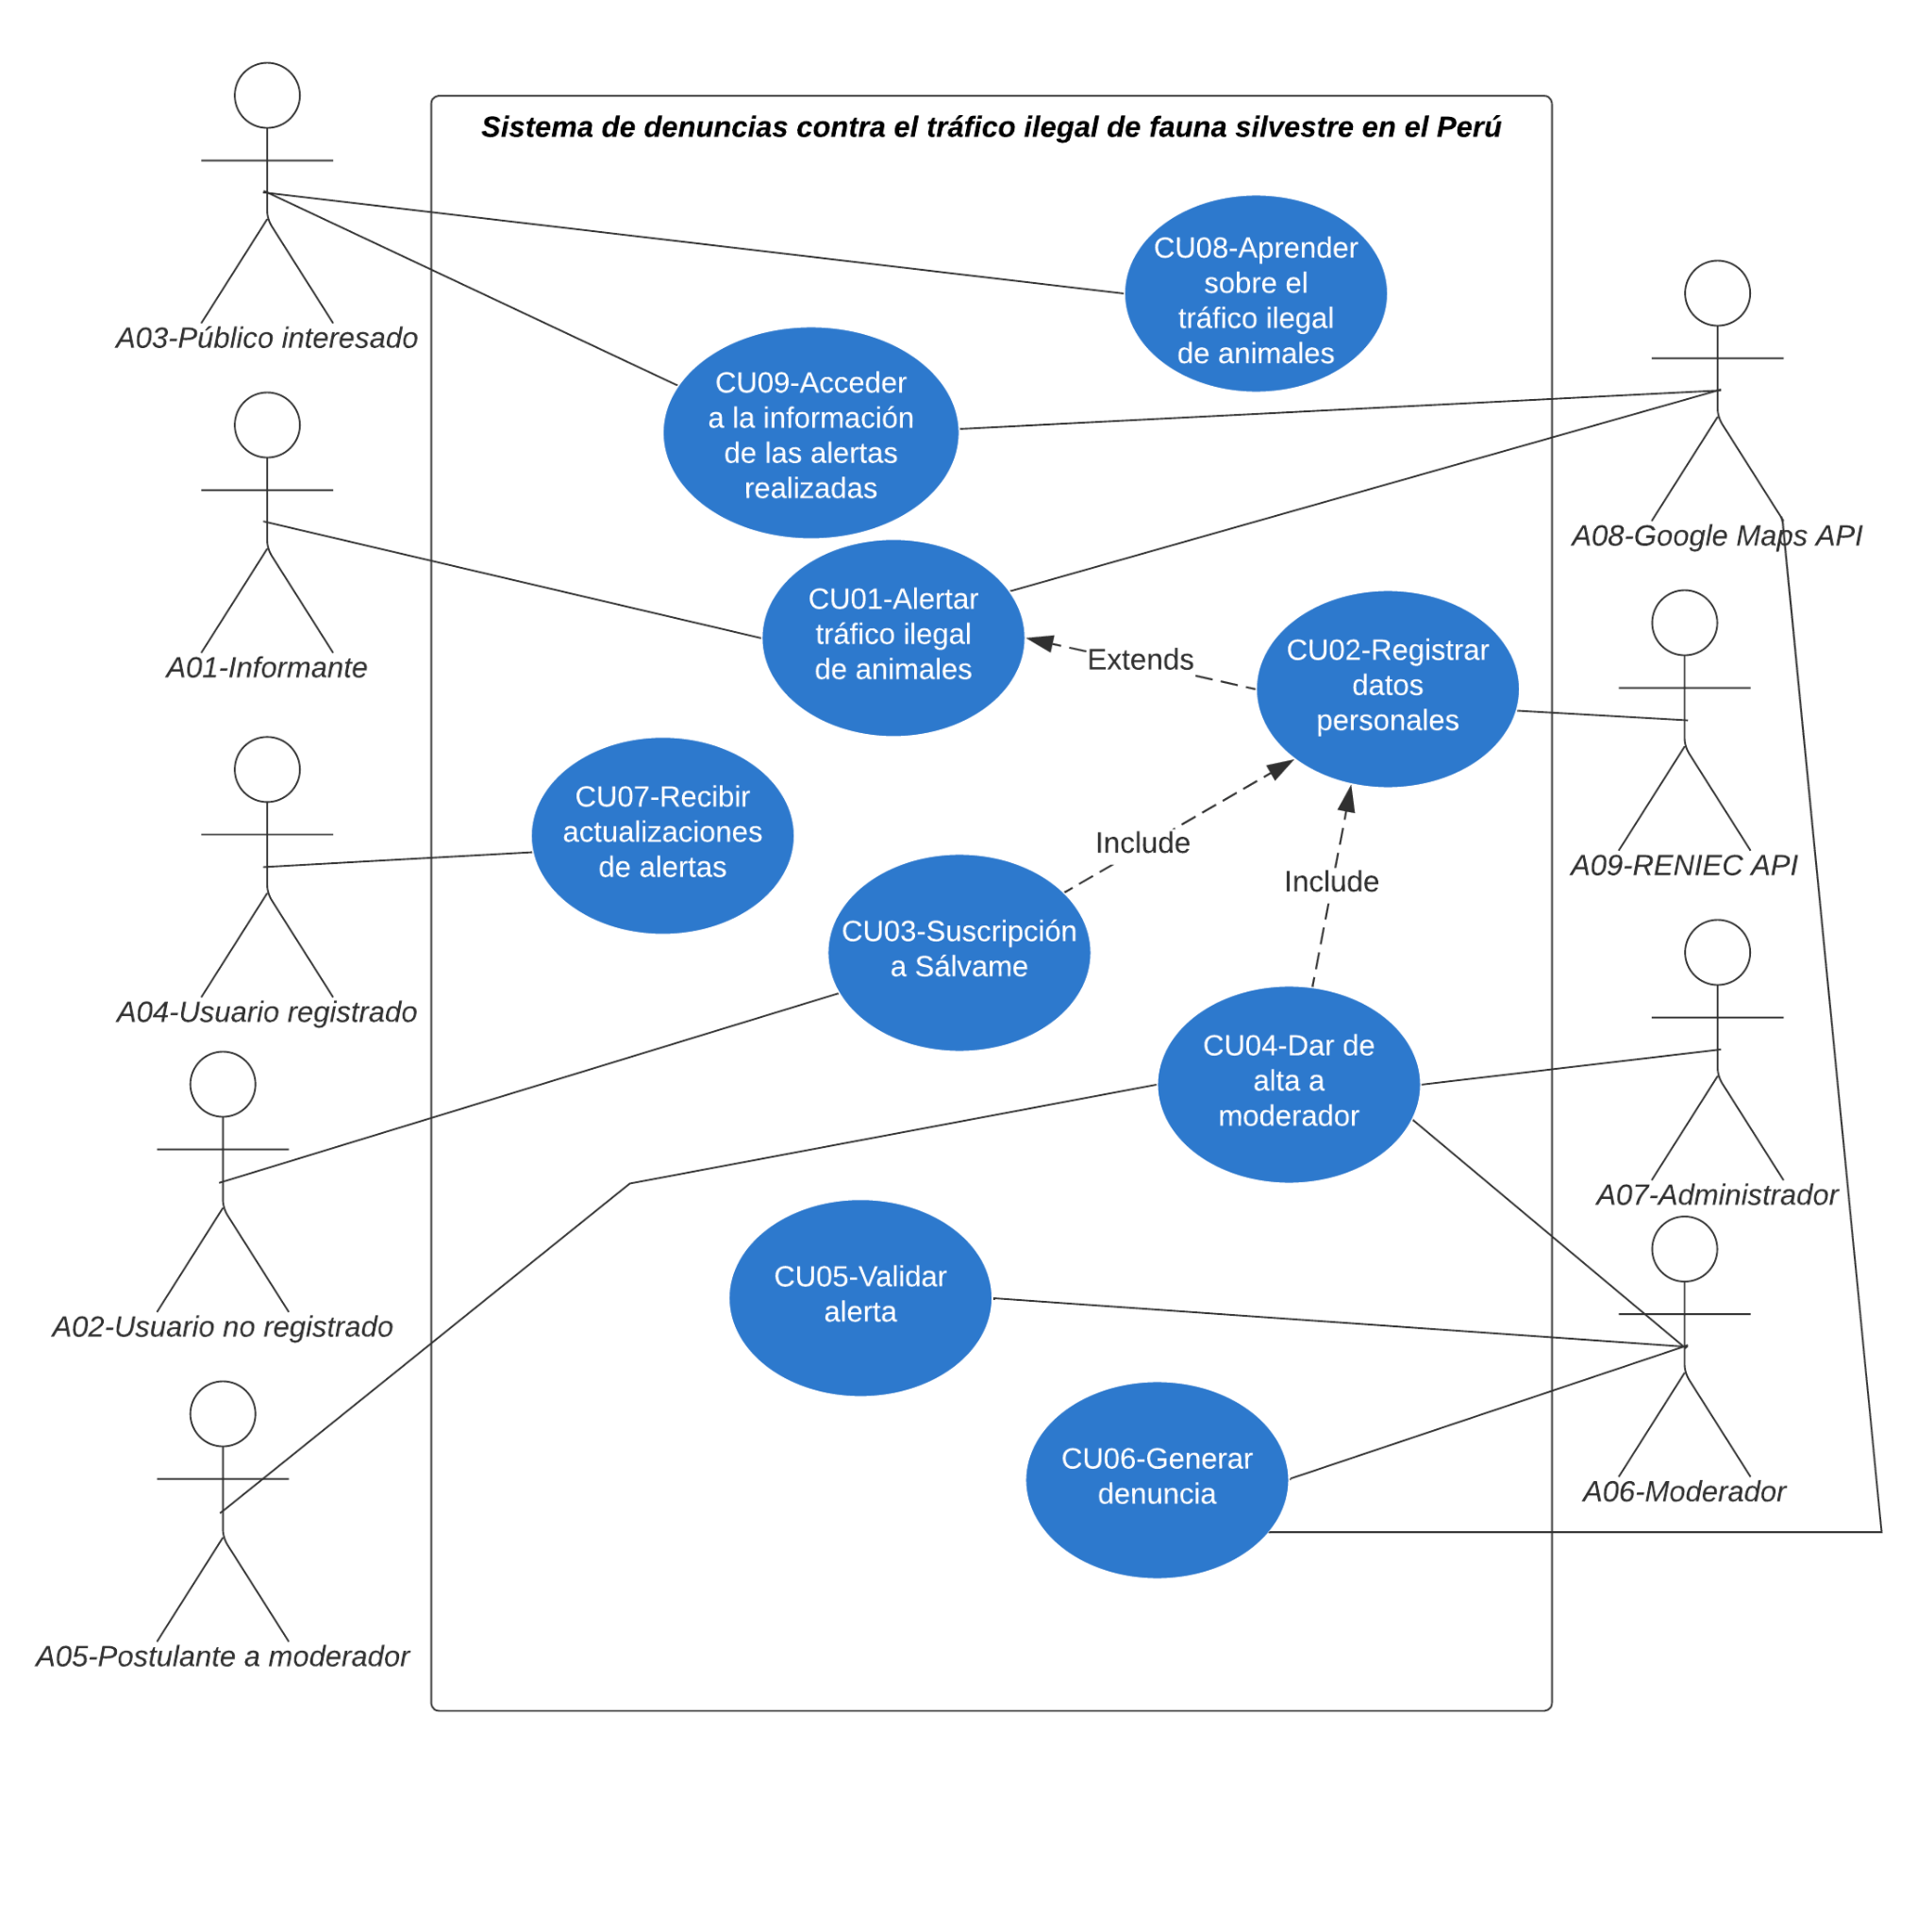 Sistema de denuncias contra el tráfico ilegal de fauna silvestre en el Perú
A03-Público interesado
CU08-Aprender
sobre el
tráfico ilegal
de animales
CU09-Acceder
a la información
de las alertas
realizadas
A08-Google Maps API
A01-Informante
CU01-Alertar
tráfico ilegal
de animales
Extends
CU02-Registrar
datos
personales
A09-RENIEC API
CU07-Recibir
actualizaciones
de alertas
Include
Include
A04-Usuario registrado
CU03-Suscripción
a Sálvame
CU04-Dar de
alta a
moderador
A07-Administrador
A02-Usuario no registrado
CU05-Validar
alerta
CU06-Generar
denuncia
A06-Moderador
A05-Postulante a moderador